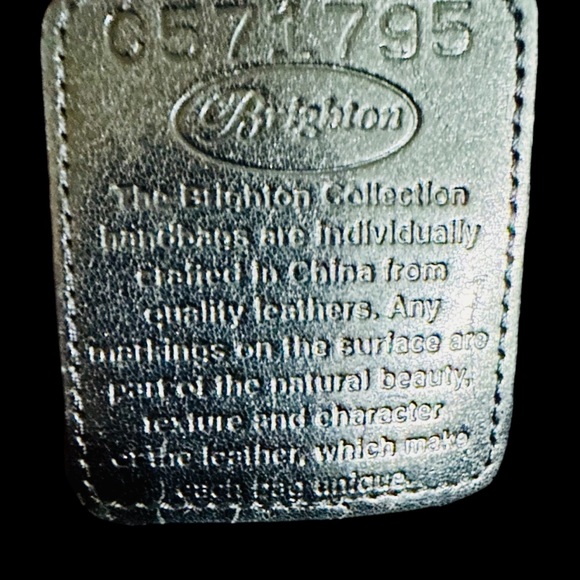 C571795
Brighton
The Brighton Collection
handbags are individually
crafted in China from
quality leathers. Any
markings on the surface are
part of the natural beauty,
texture and character
of the leather, which make
each bag unique.